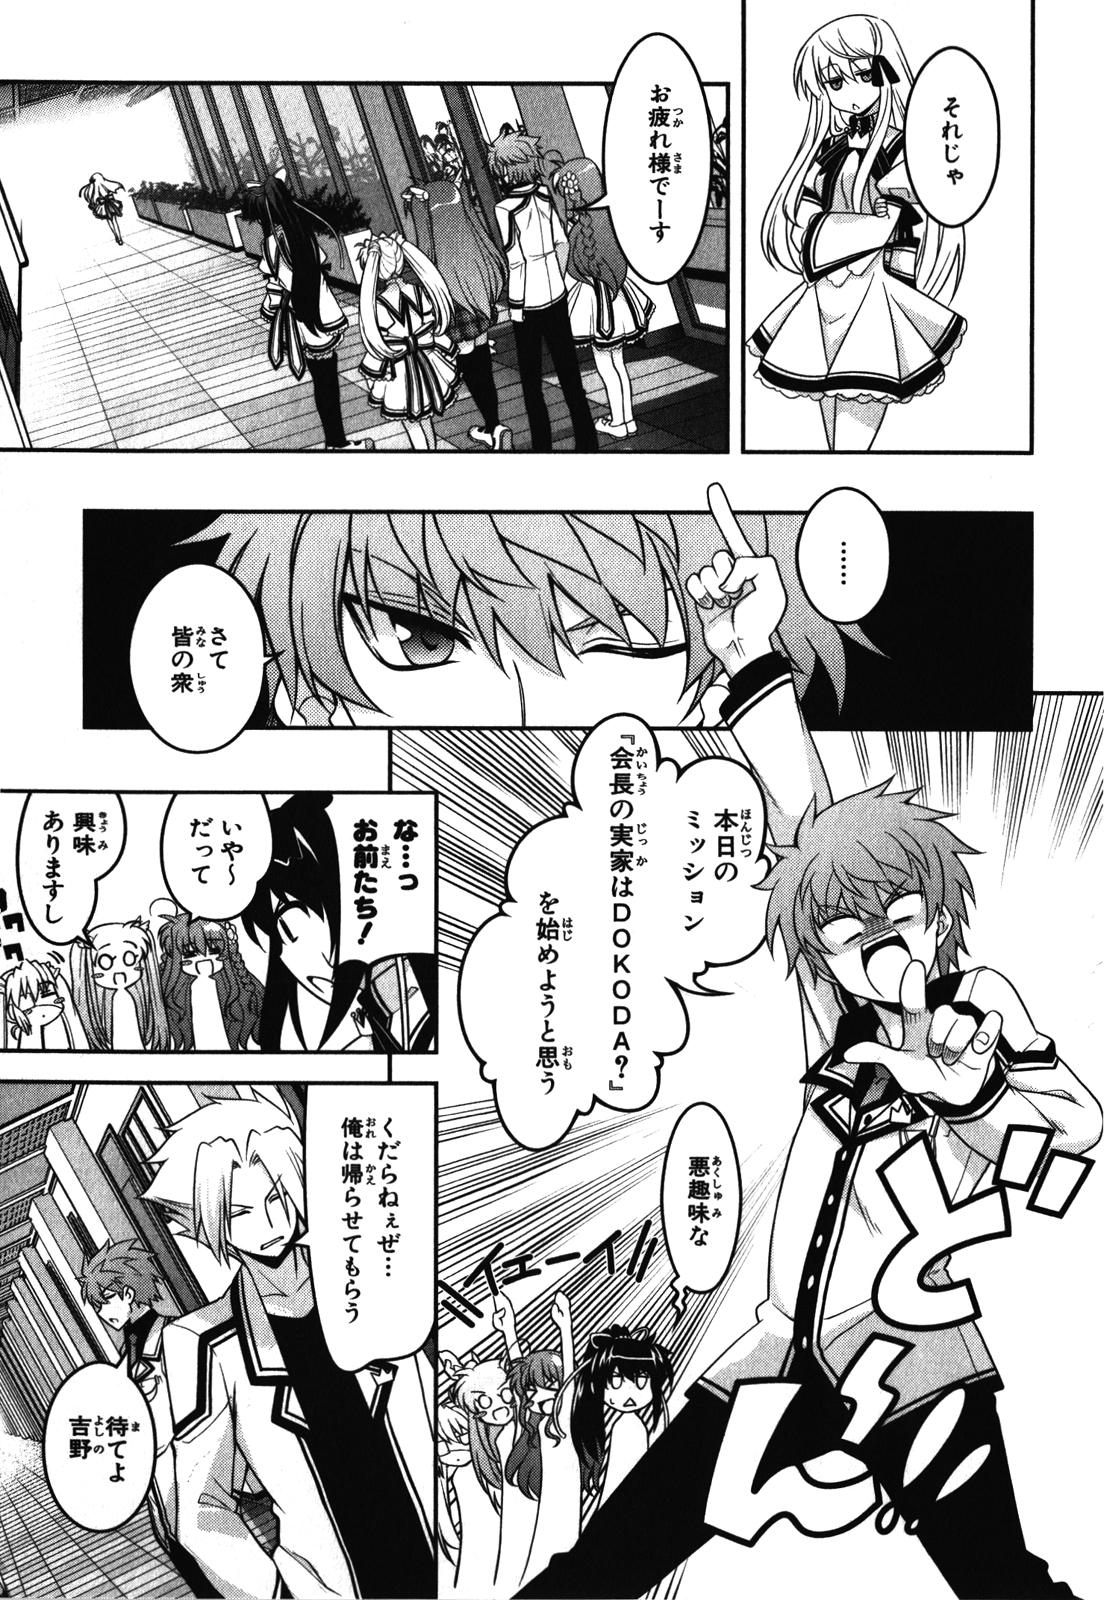 それじゃ
お疲れ様でーす
……
さて
皆の衆
本日の
ミッション
『会長の実家はDOKODA？』
を始めようと思う
ど〜〜ん!!
悪趣味な
イエーイ!!
な…っ
お前たち！
いや〜
だって
興味
ありますし
ワクワク
くだらねぇぜ…
俺は帰らせてもらう
待てよ
吉野